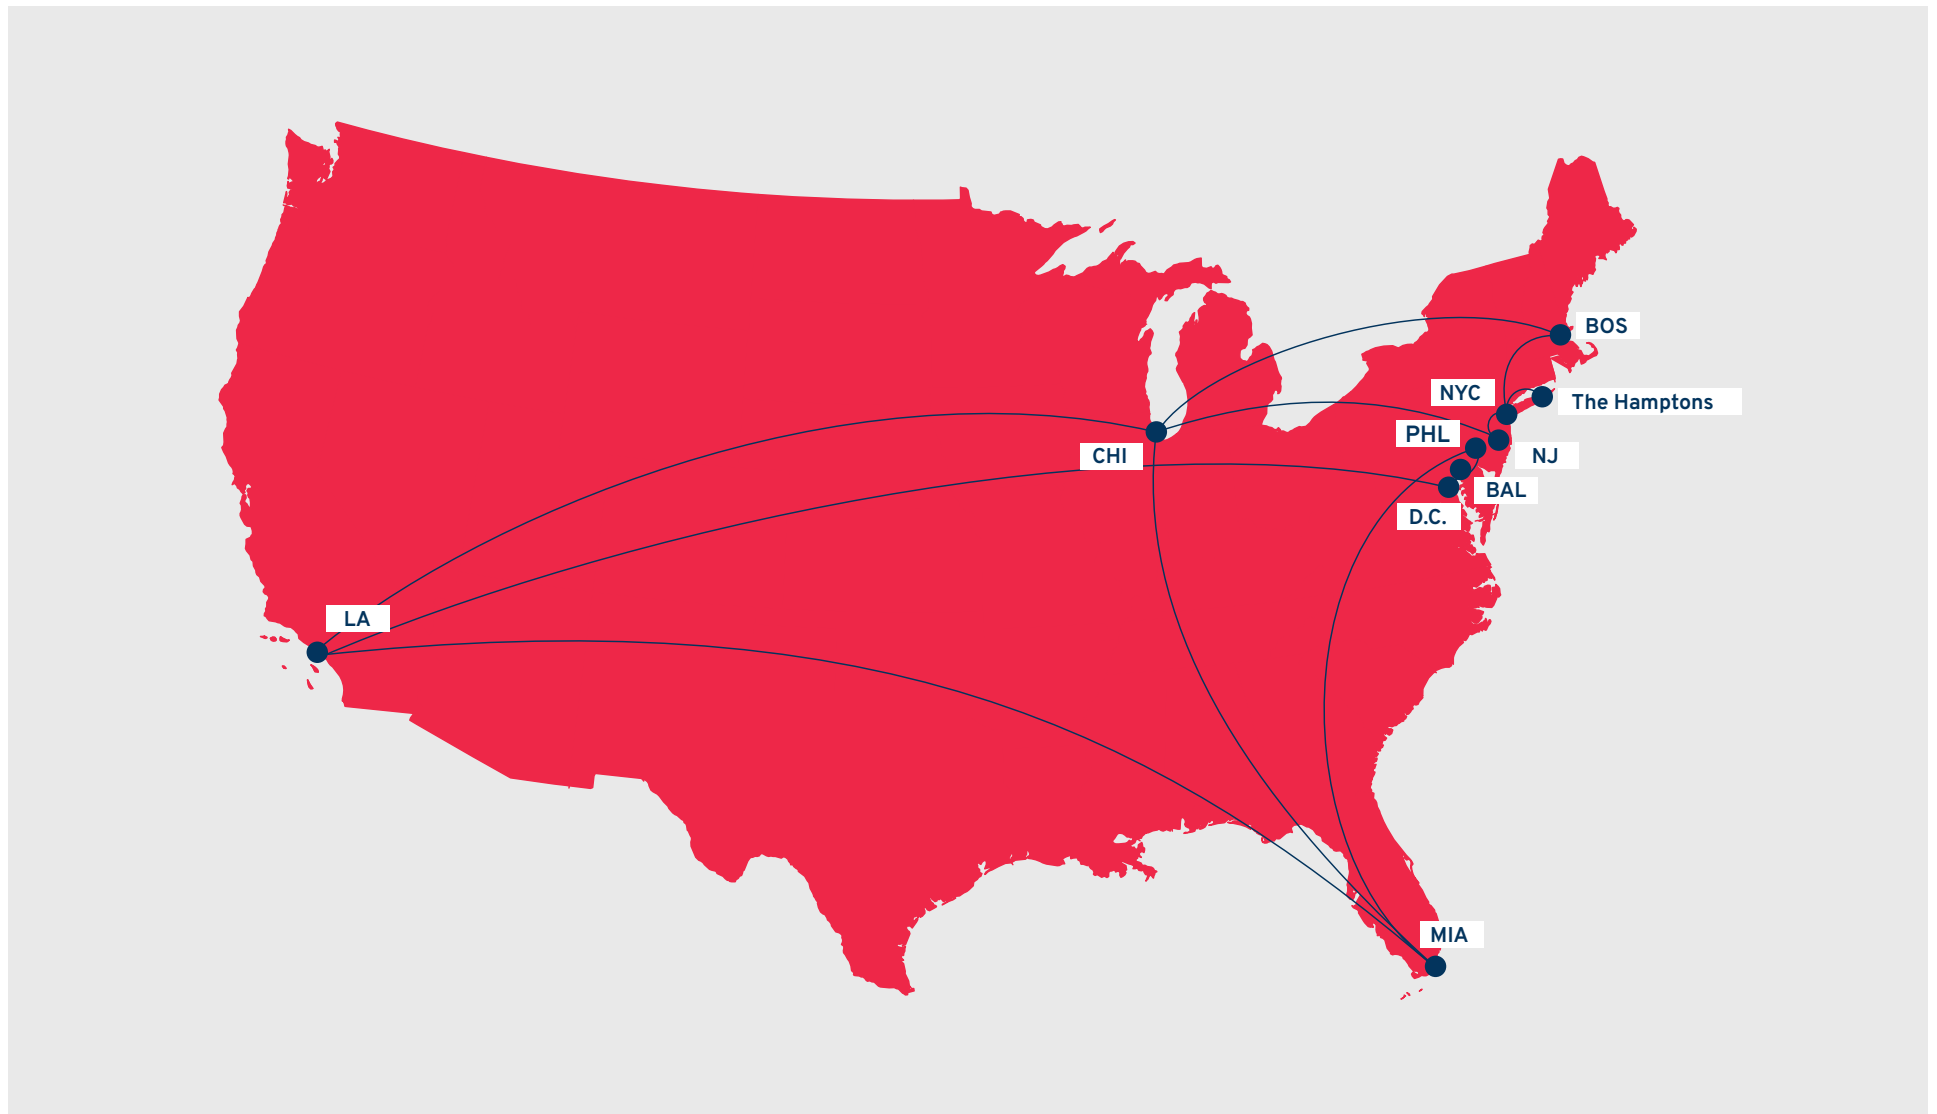 BOS
NYC
The Hamptons
PHL
CHI
NJ
BAL
D.C.
LA
MIA